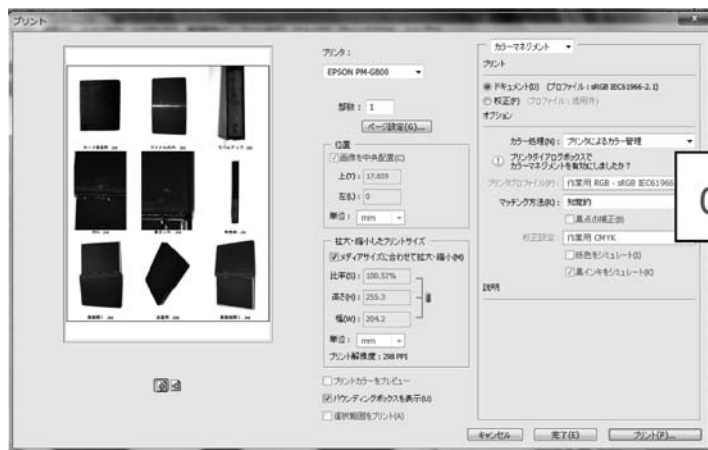 プリント
プリンタ：
EPSON PM-G800
部数： 1
ページ設定(G)...
位置
画像を中央配置(C)
上(T)： 17.659
左(L)： 0
単位： mm
拡大・縮小したプリントサイズ
メディアサイズに合わせて拡大・縮小(M)
比率(S)： 100.52%
高さ(H)： 255.3
幅(W)： 204.2
単位： mm
プリント解像度：298 PPI
プリントカラーをプレビュー
バウンディングボックスを表示(U)
選択範囲をプリント(A)
カラーマネジメント
プリント
ドキュメント(D) (プロファイル：sRGB IEC61966-2.1)
校正(F) (プロファイル：適用外)
オプション
カラー処理(N)： プリンタによるカラー管理
プリンタダイアログボックスで
カラーマネジメントを有効にしましたか？
プリンタプロファイル(P)： 作業用 RGB - sRGB IEC61966
マッチング方法(R)： 知覚的
黒点の補正(B)
校正設定： 作業用 CMYK
紙色をシミュレート(I)
黒インキをシミュレート(K)
説明
キャンセル
完了(E)
プリント(P)...